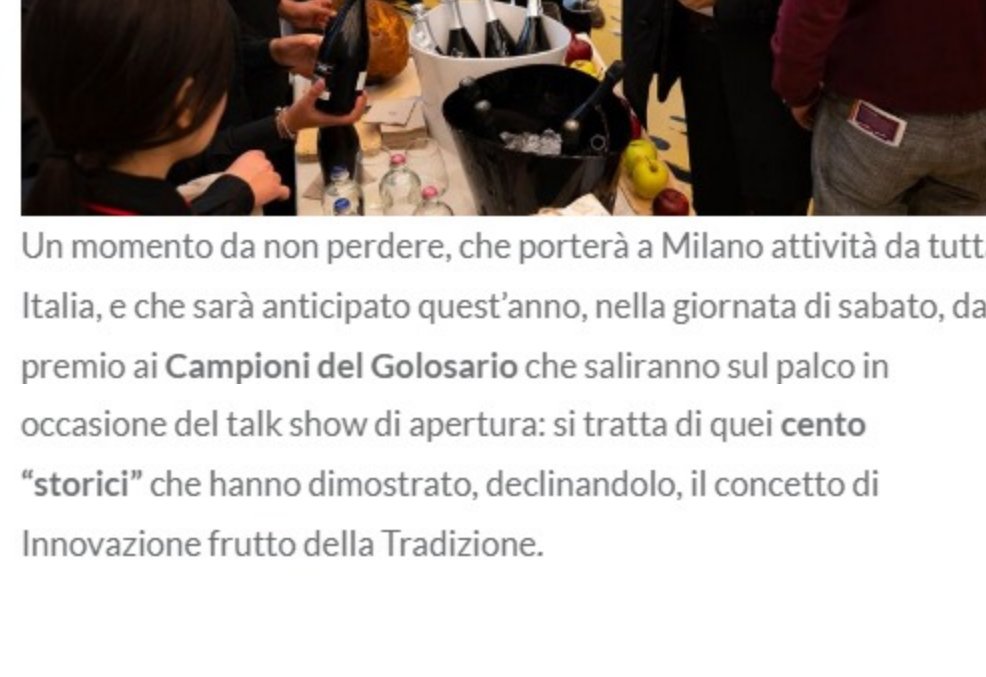 Un momento da non perdere, che porterà a Milano attività da
Italia, e che sarà anticipato quest’anno, nella giornata di sabato,
premio ai Campioni del Golosario che saliranno sul palco in
occasione del talk show di apertura: si tratta di quei cento
“storici” che hanno dimostrato, declinandolo, il concetto di
Innovazione frutto della Tradizione.